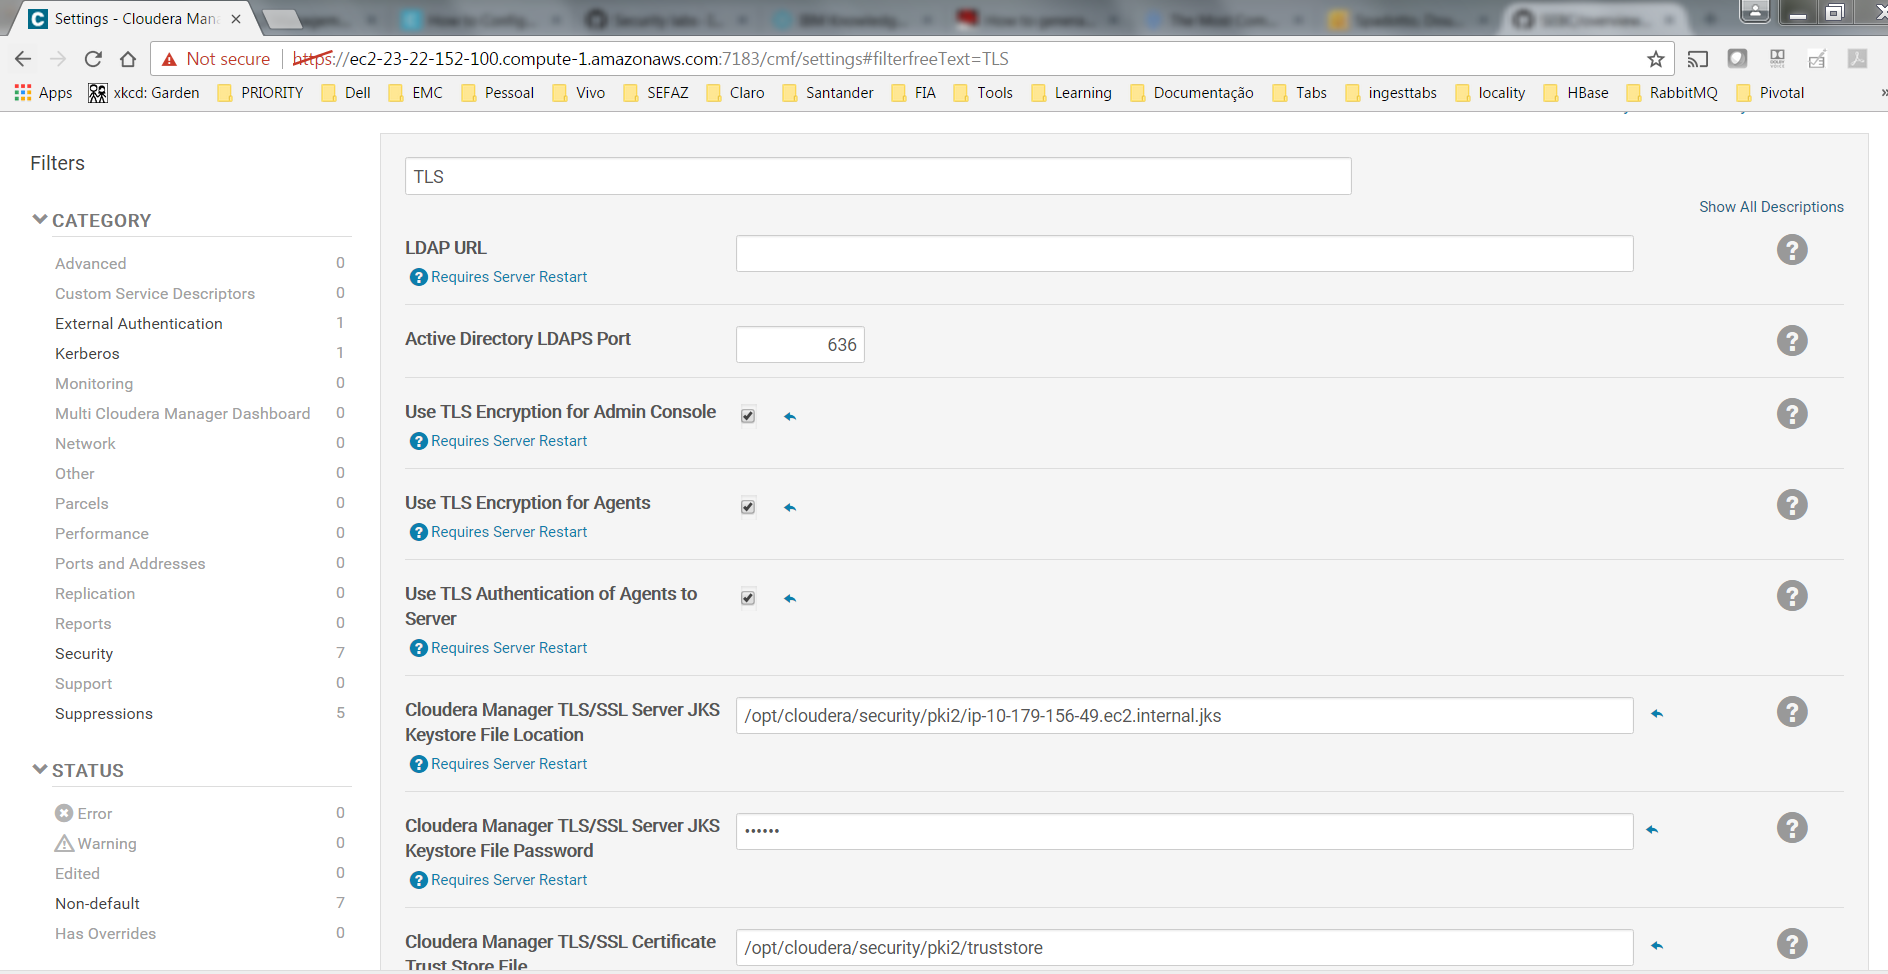 Settings - Cloudera Mana
Not secure
https://ec2-23-22-152-100.compute-1.amazonaws.com:7183/cmf/settings#filterfreeText=TLS
Apps
xkcd: Garden
PRIORITY
Dell
EMC
Pessoal
Vivo
SEFAZ
Claro
Santander
FIA
Tools
Learning
Documentação
Tabs
ingesttabs
locality
HBase
RabbitMQ
Pivotal
Filters
CATEGORY
Advanced 0
Custom Service Descriptors 0
External Authentication 1
Kerberos 1
Monitoring 0
Multi Cloudera Manager Dashboard 0
Network 0
Other 0
Parcels 0
Performance 0
Ports and Addresses 0
Replication 0
Reports 0
Security 7
Support 0
Suppressions 5
STATUS
Error 0
Warning 0
Edited 0
Non-default 7
Has Overrides 0
TLS
Show All Descriptions
LDAP URL
Requires Server Restart
Active Directory LDAPS Port
636
Use TLS Encryption for Admin Console
Requires Server Restart
Use TLS Encryption for Agents
Requires Server Restart
Use TLS Authentication of Agents to
Server
Requires Server Restart
Cloudera Manager TLS/SSL Server JKS
Keystore File Location
/opt/cloudera/security/pki2/ip-10-179-156-49.ec2.internal.jks
Requires Server Restart
Cloudera Manager TLS/SSL Server JKS
Keystore File Password
••••••
Requires Server Restart
Cloudera Manager TLS/SSL Certificate
Trust Store File
/opt/cloudera/security/pki2/truststore